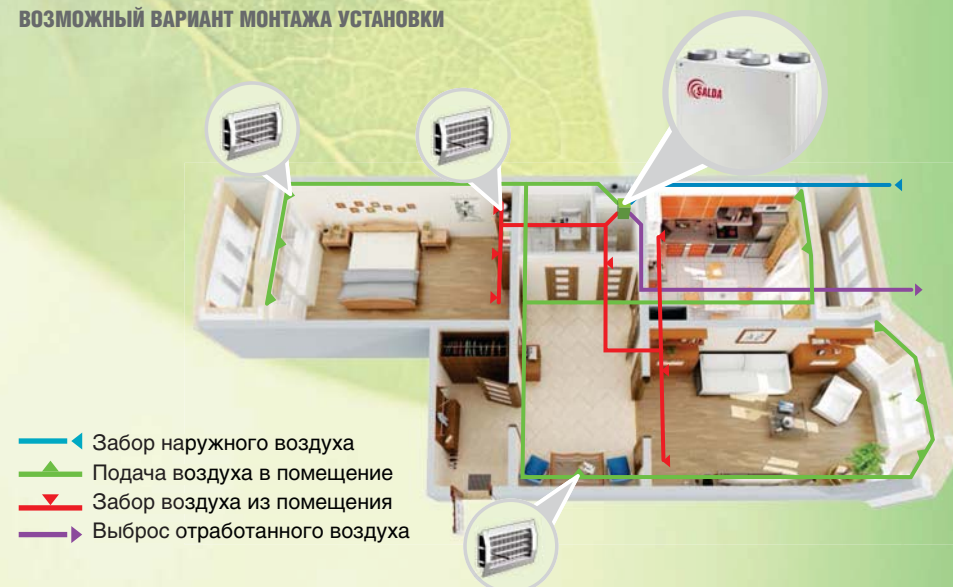 ВОЗМОЖНЫЙ ВАРИАНТ МОНТАЖА УСТАНОВКИ
SALDA
Забор наружного воздуха
Подача воздуха в помещение
Забор воздуха из помещения
Выброс отработанного воздуха